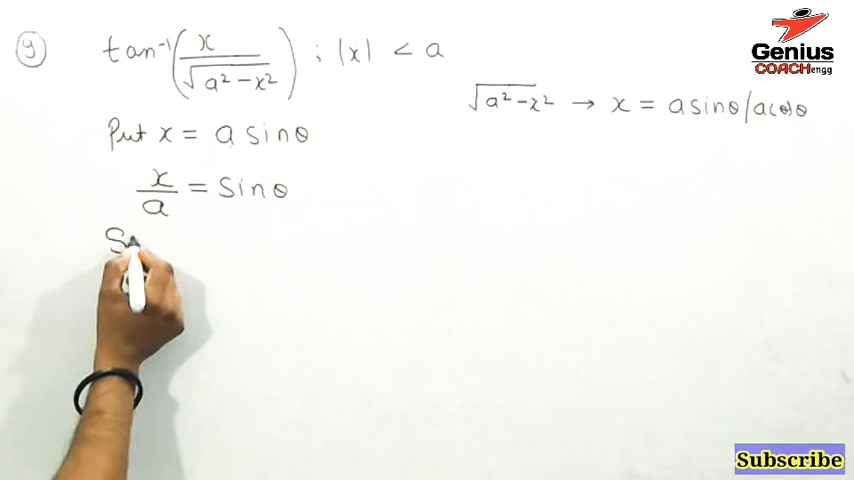 9 tan⁻¹(x/√(a² – x²)) ; |x| < a
√(a² – x²) → x = a sinθ/a cosθ
Put x = a sinθ
x/a = sinθ
S
Genius
COACHengg
Subscribe